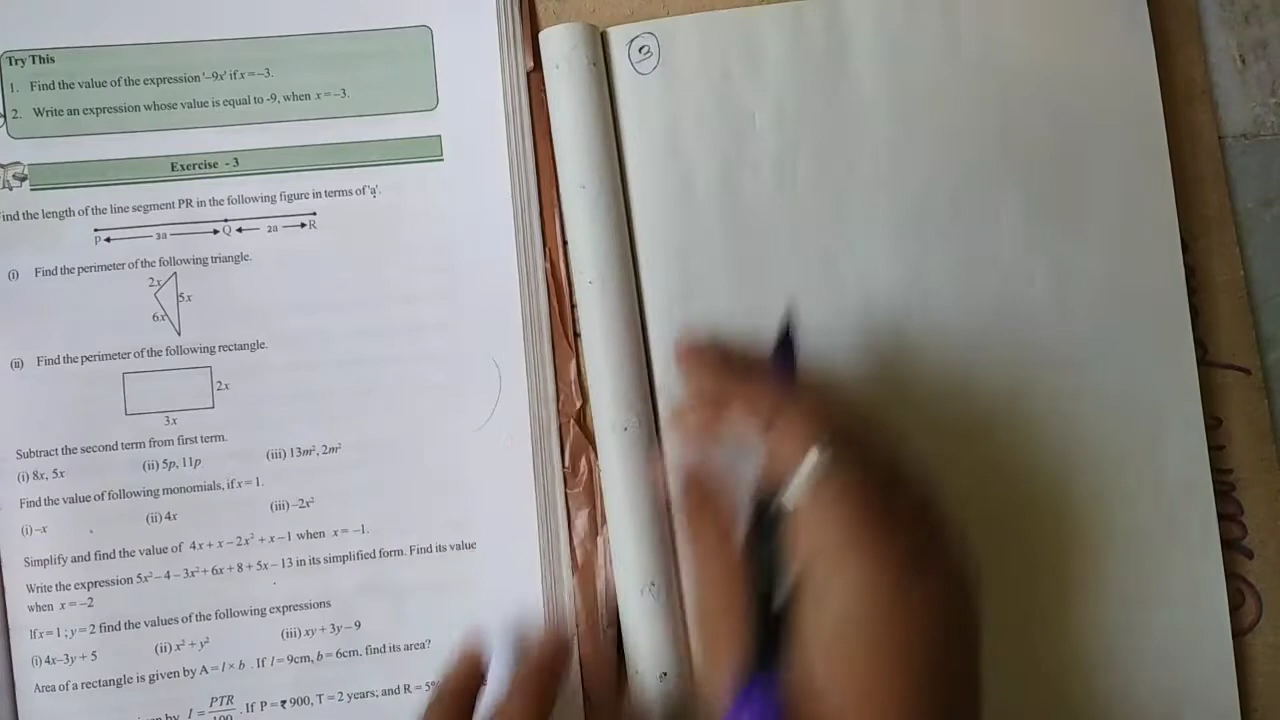 Try This
1. Find the value of the expression '–9x' if x = –3.
2. Write an expression whose value is equal to -9, when x = –3.
Exercise - 3
ind the length of the line segment PR in the following figure in terms of 'a'.
P 3a Q 2a R
(i) Find the perimeter of the following triangle.
2x
5x
6x
(ii) Find the perimeter of the following rectangle.
2x
3x
Subtract the second term from first term.
(i) 8x, 5x (ii) 5p, 11p (iii) 13m², 2m²
Find the value of following monomials, if x = 1.
(i) –x (ii) 4x (iii) –2x²
Simplify and find the value of 4x + x – 2x² + x – 1 when x = –1.
Write the expression 5x² – 4 – 3x² + 6x + 8 + 5x – 13 in its simplified form. Find its value
when x = –2
If x = 1 ; y = 2 find the values of the following expressions
(i) 4x–3y + 5 (ii) x² + y² (iii) xy + 3y – 9
Area of a rectangle is given by A = l × b . If l = 9cm, b = 6cm. find its area?
by I = PTR/100 . If P = ₹ 900, T = 2 years; and R = 5%
3